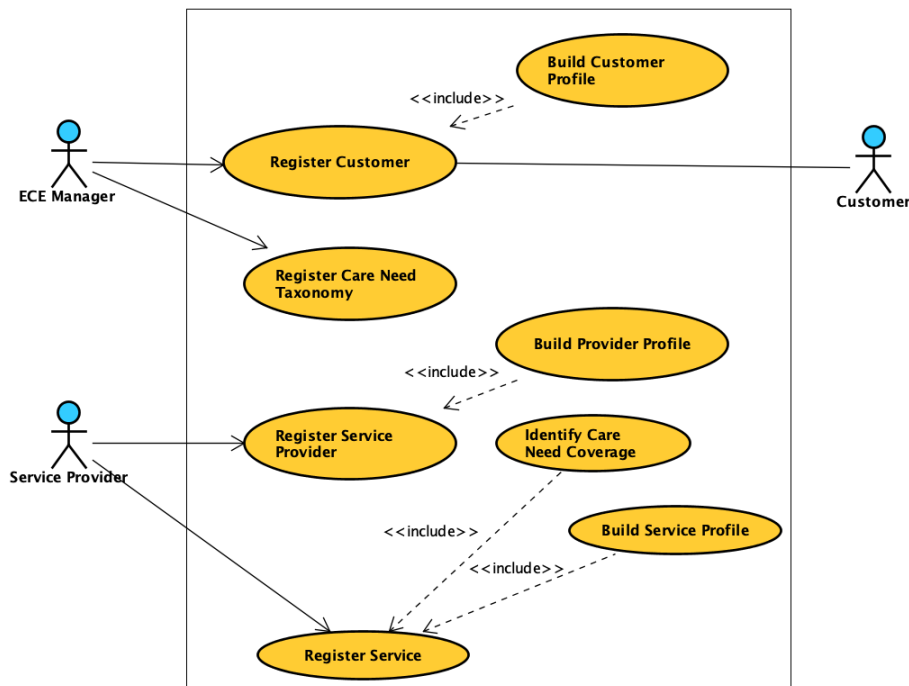 Build Customer
Profile
<<include>>
Register Customer
ECE Manager
Customer
Register Care Need
Taxonomy
Build Provider Profile
<<include>>
Register Service
Provider
Identify Care
Need Coverage
Service Provider
<<include>>
Build Service Profile
<<include>>
Register Service